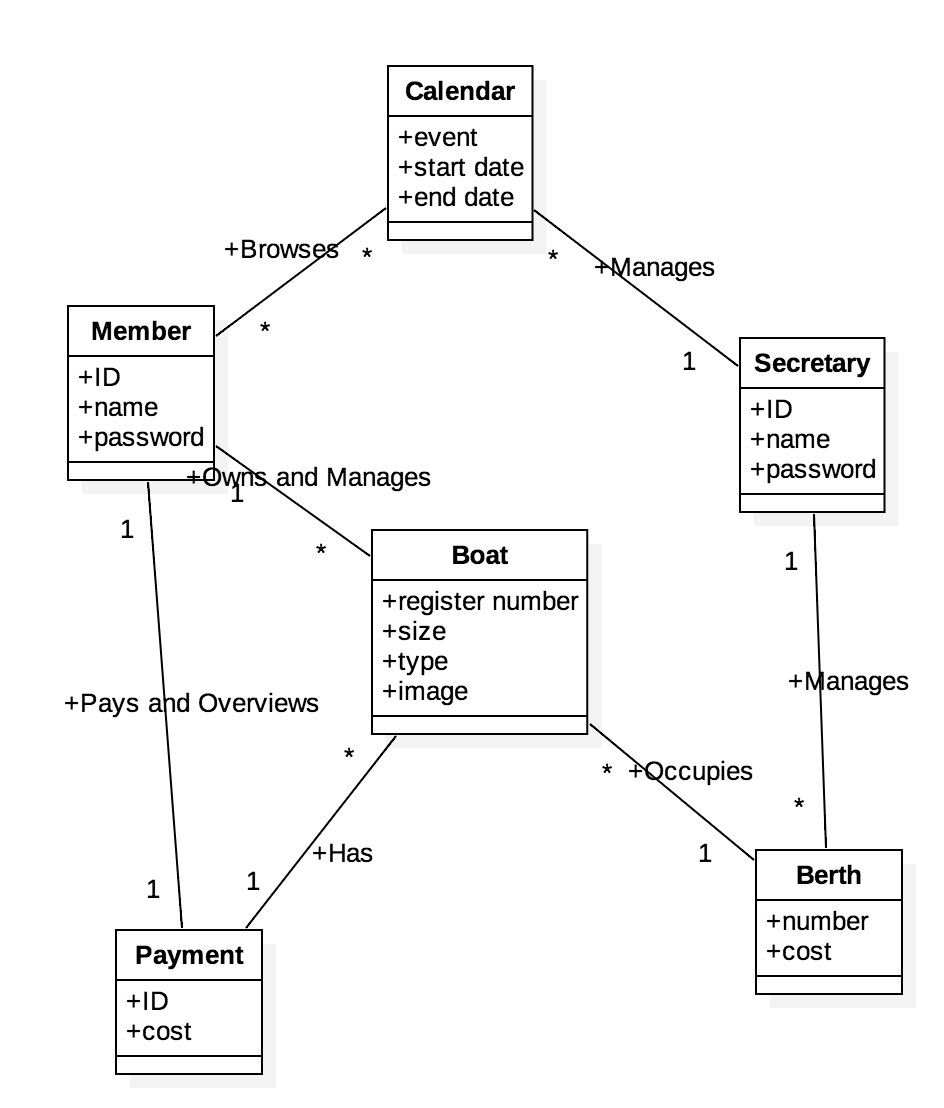 Calendar
+event
+start date
+end date
+Browses
*
*
+Manages
*
1
Member
+ID
+name
+password
Secretary
+ID
+name
+password
+Owns and Manages
1
*
1
Boat
+register number
+size
+type
+image
1
+Manages
*
+Pays and Overviews
1
*
+Has
1
*
+Occupies
1
Berth
+number
+cost
Payment
+ID
+cost